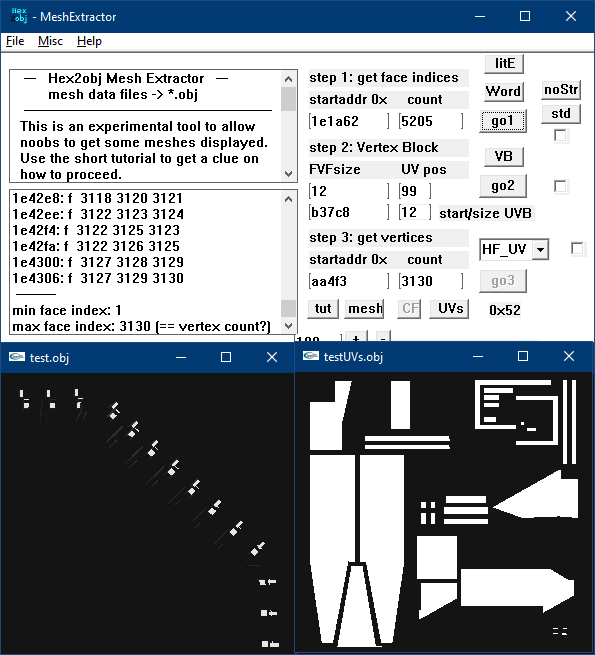 Hex
2obj
MeshExtractor
File Misc Help
— Hex2obj Mesh Extractor —
mesh data files -> *.obj
This is an experimental tool to allow
noobs to get some meshes displayed.
Use the short tutorial to get a clue on
how to proceed.
1e42e8: f 3118 3120 3121
1e42ee: f 3122 3123 3124
1e42f4: f 3122 3125 3123
1e42fa: f 3122 3126 3125
1e4300: f 3127 3128 3129
1e4306: f 3127 3129 3130
min face index: 1
max face index: 3130 (== vertex count?)
step 1: get face indices
startaddr 0x count
1e1a62 5205
step 2: Vertex Block
FVFsize UV pos
12 99
b37c8 12 start/size UVB
step 3: get vertices
startaddr 0x count
aa4f3 3130
tut mesh CF UVs 0x52
100 + -
litE
Word noStr
go1 std
VB
go2
HF_UV
go3
test.obj
testUVs.obj